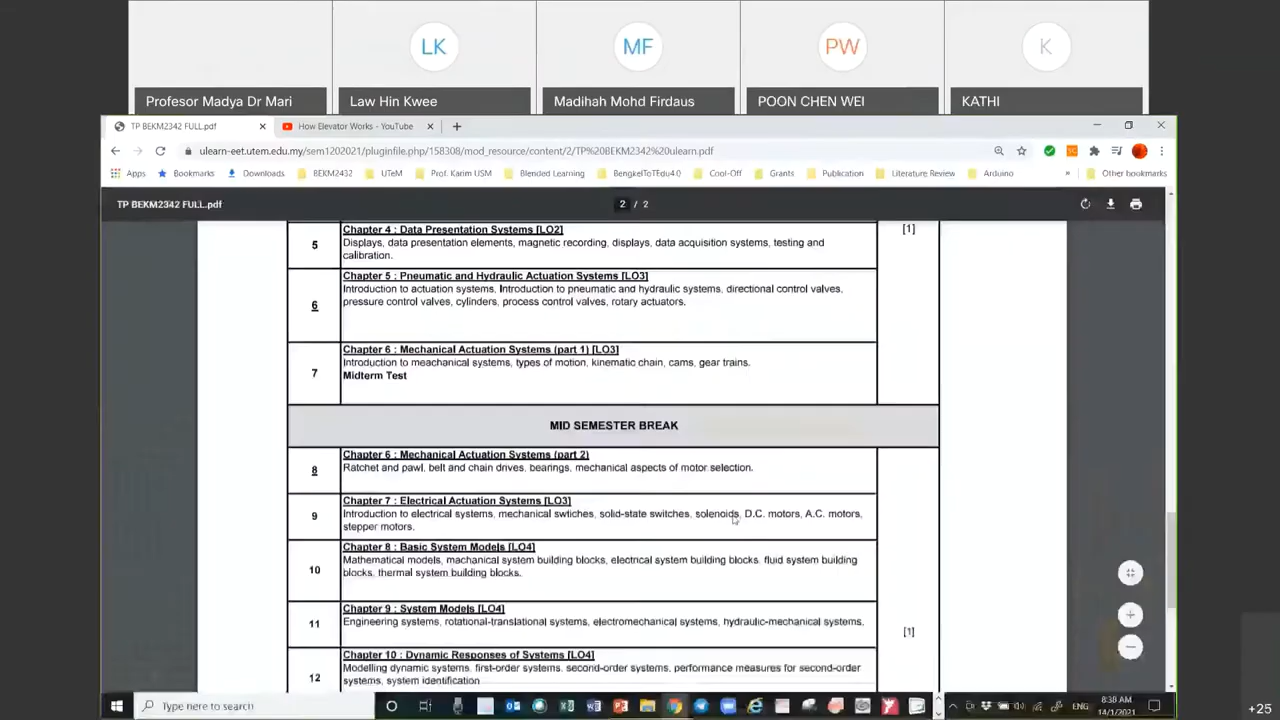 LK
MF
PW
K
Profesor Madya Dr Mari
Law Hin Kwee
Madihah Mohd Firdaus
POON CHEN WEI
KATHI
TP BEKM2342 FULL.pdf
How Elevator Works - YouTube
ulearn-eet.utem.edu.my/sem1202021/pluginfile.php/158308/mod_resource/content/2/TP%20BEKM2342%20ulearn.pdf
Apps
Bookmarks
Downloads
BEKM2432
UTeM
Prof. Karim USM
Blended Learning
BengkelToTEdu4.0
Cool-Off
Grants
Publication
Literature Review
Arduino
»
Other bookmarks
TP BEKM2342 FULL.pdf
2 / 2
Chapter 4 : Data Presentation Systems [LO2]
[1]
5
Displays, data presentation elements, magnetic recording, displays, data acquisition systems, testing and
calibration.
Chapter 5 : Pneumatic and Hydraulic Actuation Systems [LO3]
Introduction to actuation systems, Introduction to pneumatic and hydraulic systems, directional control valves,
6
pressure control valves, cylinders, process control valves, rotary actuators.
Chapter 6 : Mechanical Actuation Systems (part 1) [LO3]
Introduction to meachanical systems, types of motion, kinematic chain, cams, gear trains.
7
Midterm Test
MID SEMESTER BREAK
Chapter 6 : Mechanical Actuation Systems (part 2)
8
Ratchet and pawl, belt and chain drives, bearings, mechanical aspects of motor selection.
Chapter 7 : Electrical Actuation Systems [LO3]
9
Introduction to electrical systems, mechanical swtiches, solid-state switches, solenoids, D.C. motors, A.C. motors,
stepper motors.
Chapter 8 : Basic System Models [LO4]
Mathematical models, machanical system building blocks, electrical system building blocks, fluid system building
10
blocks, thermal system building blocks.
Chapter 9 : System Models [LO4]
11
Engineering systems, rotational-translational systems, electromechanical systems, hydraulic-mechanical systems.
[1]
Chapter 10 : Dynamic Responses of Systems [LO4]
Modelling dynamic systems, first-order systems, second-order systems, performance measures for second-order
12
systems, system identification
Type here to search
ENG
8:38 AM
14/1/2021
+25